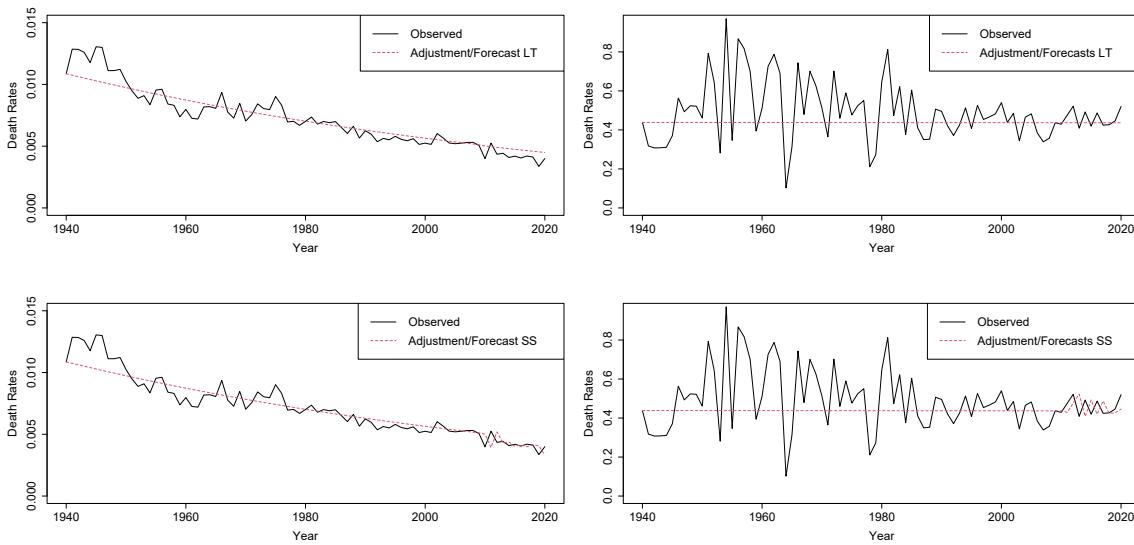 Death Rates
0.000 0.005 0.010 0.015
Observed
Adjustment/Forecast LT
1940 1960 1980 2000 2020
Year
Death Rates
0.0 0.2 0.4 0.6 0.8
Observed
Adjustment/Forecasts LT
1940 1960 1980 2000 2020
Year
Death Rates
0.000 0.005 0.010 0.015
Observed
Adjustment/Forecast SS
1940 1960 1980 2000 2020
Year
Death Rates
0.0 0.2 0.4 0.6 0.8
Observed
Adjustment/Forecasts SS
1940 1960 1980 2000 2020
Year